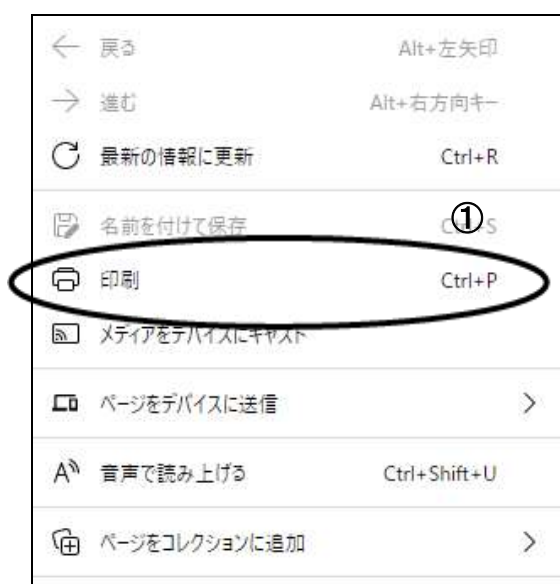 戻る Alt+左矢印
進む Alt+右方向キー
最新の情報に更新 Ctrl+R
名前を付けて保存 Ctrl+S
①
印刷 Ctrl+P
メディアをデバイスにキャスト
ページをデバイスに送信
音声で読み上げる Ctrl+Shift+U
ページをコレクションに追加